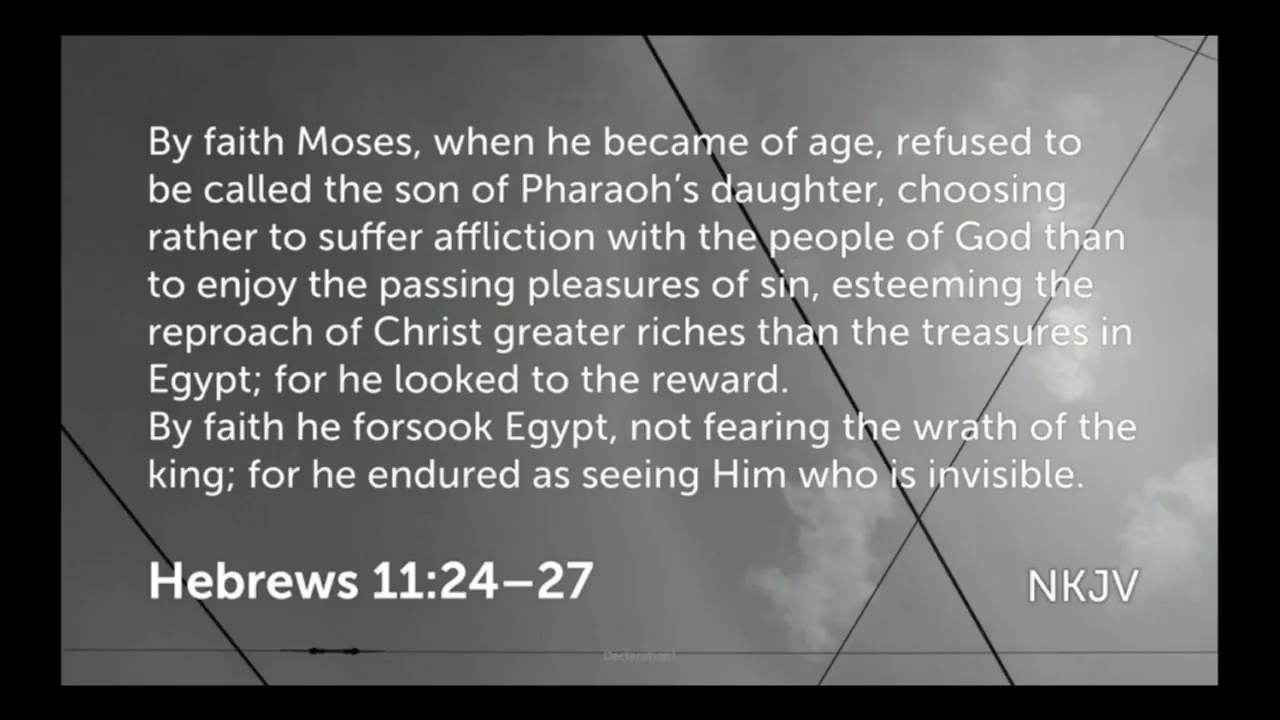 By faith Moses, when he became of age, refused to
be called the son of Pharaoh's daughter, choosing
rather to suffer affliction with the people of God than
to enjoy the passing pleasures of sin, esteeming the
reproach of Christ greater riches than the treasures in
Egypt; for he looked to the reward.
By faith he forsook Egypt, not fearing the wrath of the
king; for he endured as seeing Him who is invisible.
Hebrews 11:24–27
NKJV
Declaration!